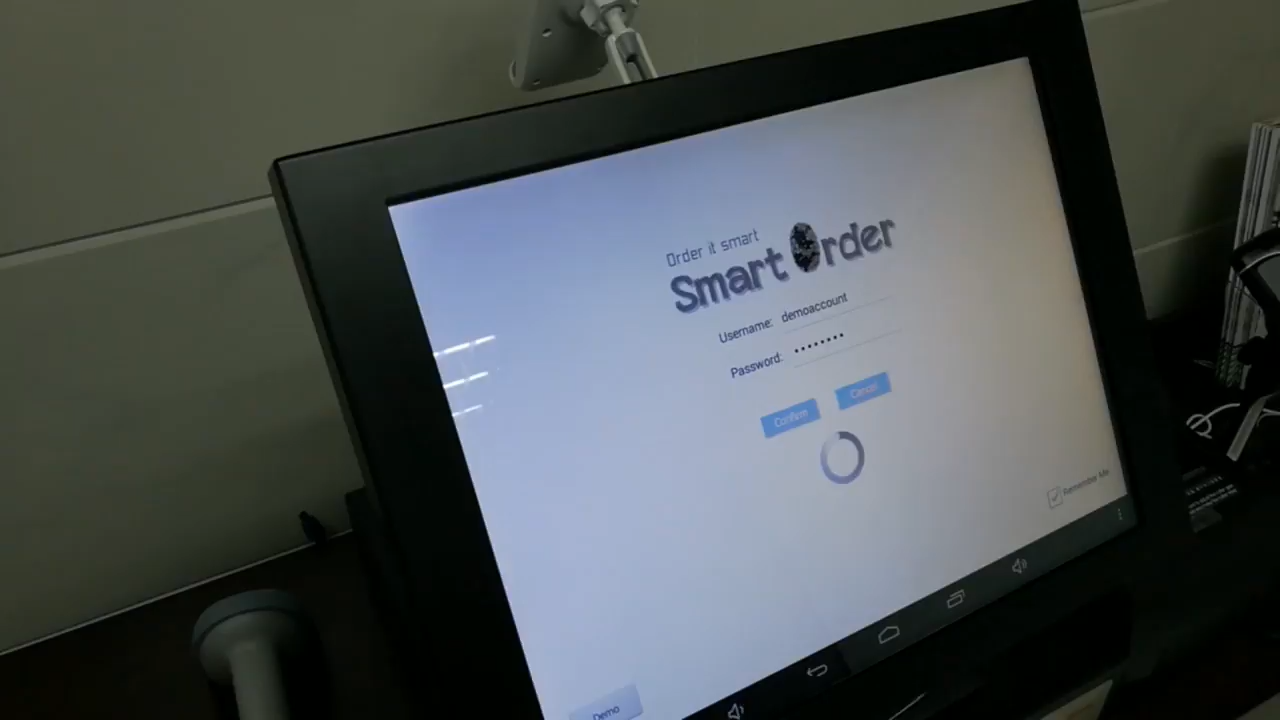 Order it smart
Smart Order
Username: demoaccount
Password: ••••••••
Confirm Cancel
Remember Me
Demo